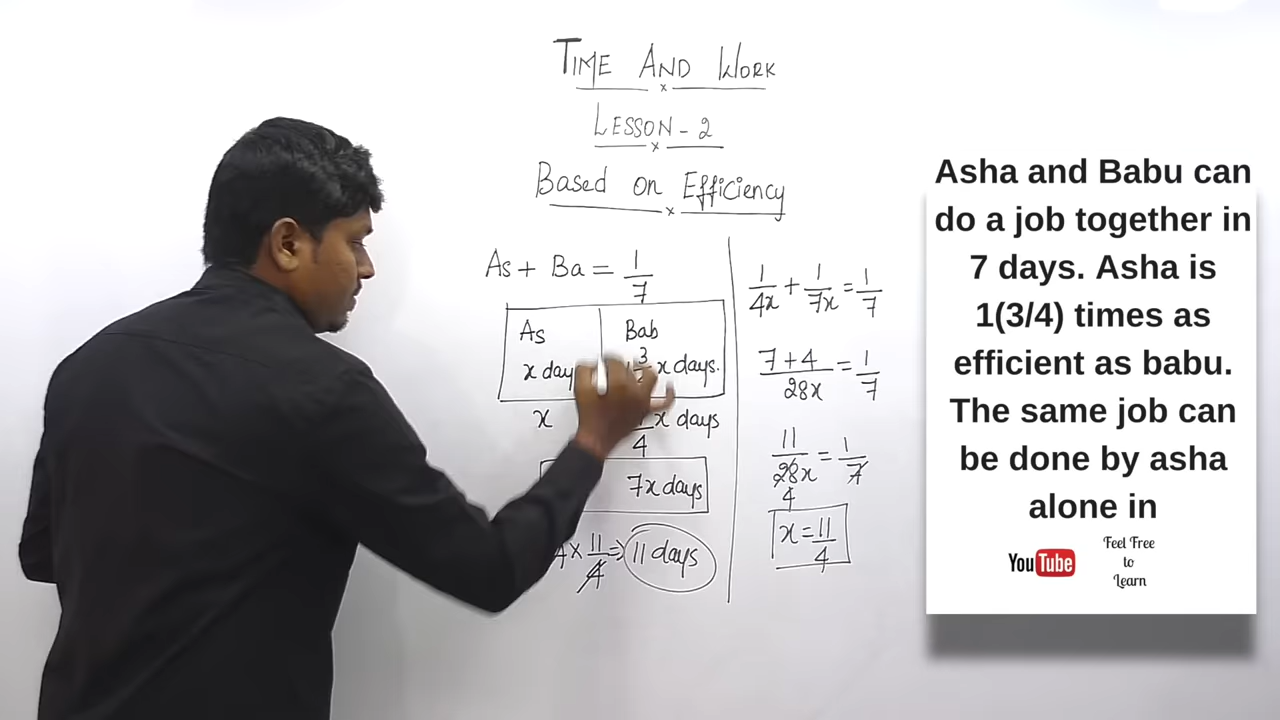 TIME AND WORK
LESSON - 2
Based on Efficiency
As + Ba = 1/7
As | Bab
x day | 3 x days.
x | 4 x days
7x days
4 × 11/4 ⇒ 11 days
1/4x + 1/7x = 1/7
7+4/28x = 1/7
11/28x = 1/7
4
x = 11/4
Asha and Babu can
do a job together in
7 days. Asha is
1(3/4) times as
efficient as babu.
The same job can
be done by asha
alone in
YouTube
Feel Free
to
Learn